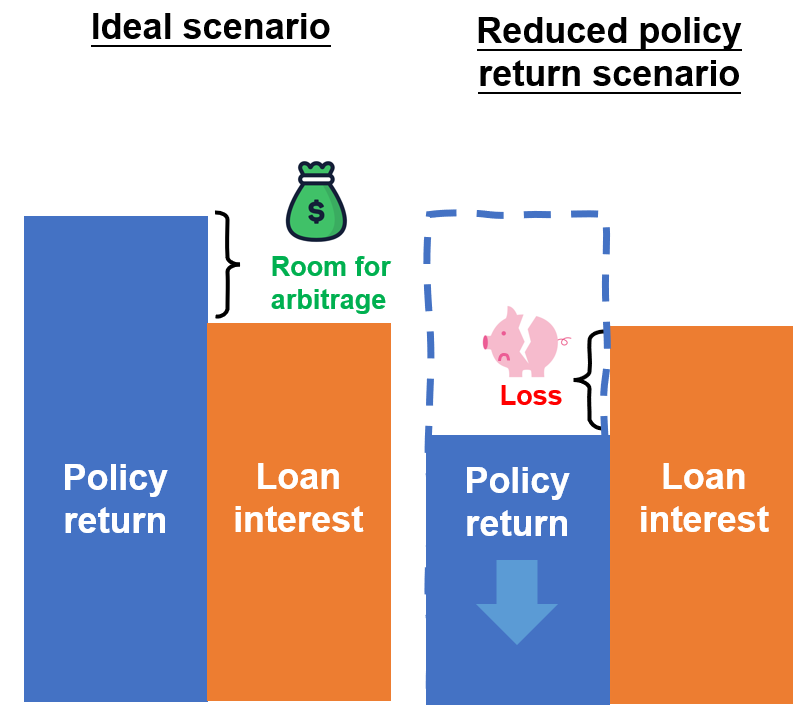 Ideal scenario
Reduced policy
return scenario
$
Room for
arbitrage
Loss
Policy
return
Loan
interest
Policy
return
Loan
interest